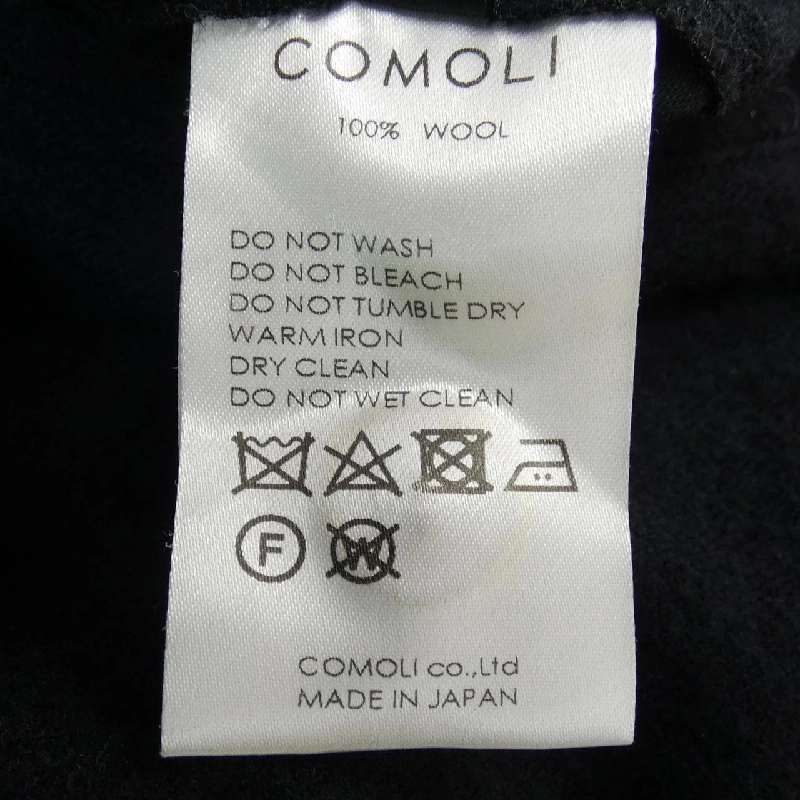 COMOLI
100% WOOL
DO NOT WASH
DO NOT BLEACH
DO NOT TUMBLE DRY
WARM IRON
DRY CLEAN
DO NOT WET CLEAN
F W
COMOLI co.,Ltd
MADE IN JAPAN